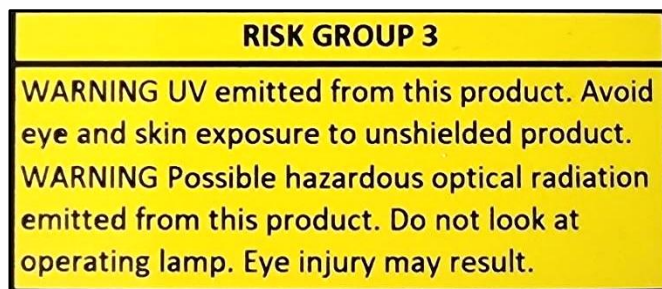 RISK GROUP 3
WARNING UV emitted from this product. Avoid
eye and skin exposure to unshielded product.
WARNING Possible hazardous optical radiation
emitted from this product. Do not look at
operating lamp. Eye injury may result.